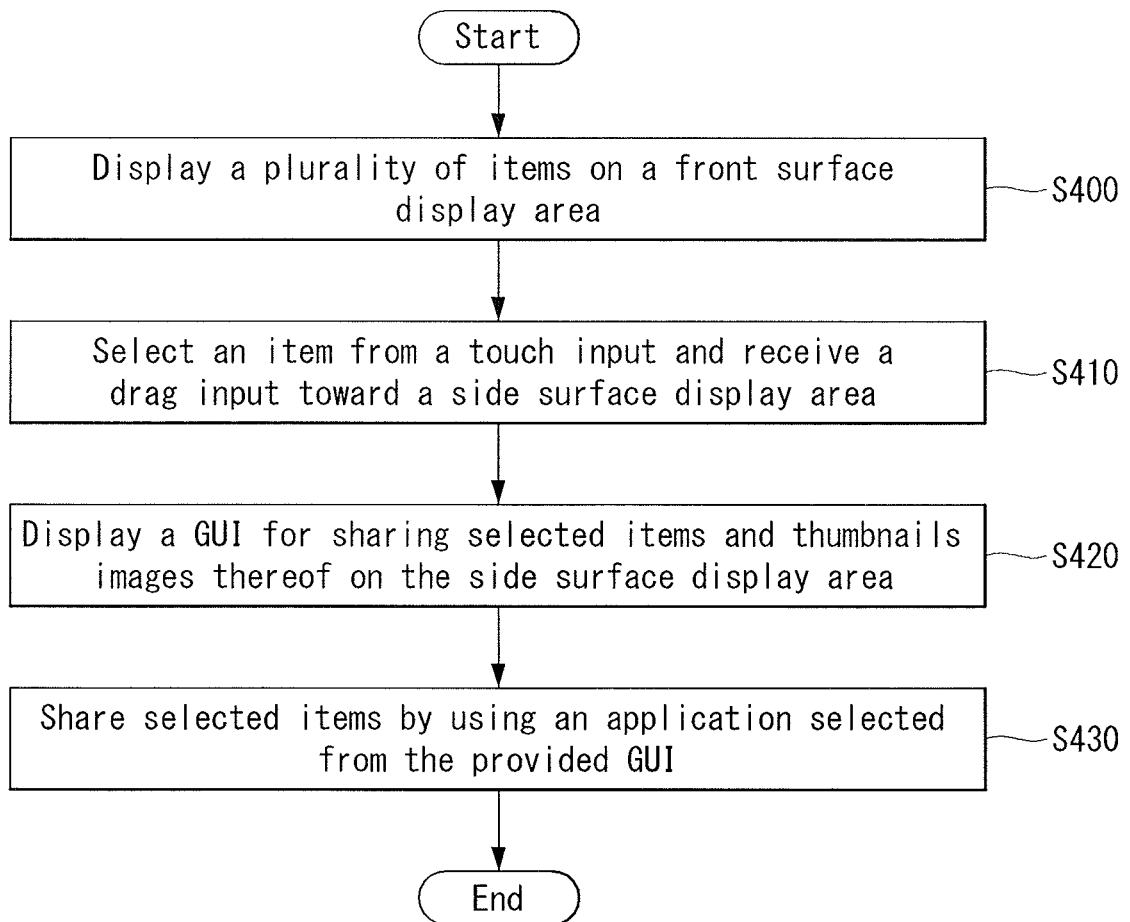 Start
Display a plurality of items on a front surface
display area
S400
Select an item from a touch input and receive a
drag input toward a side surface display area
S410
Display a GUI for sharing selected items and thumbnails
images thereof on the side surface display area
S420
Share selected items by using an application selected
from the provided GUI
S430
End